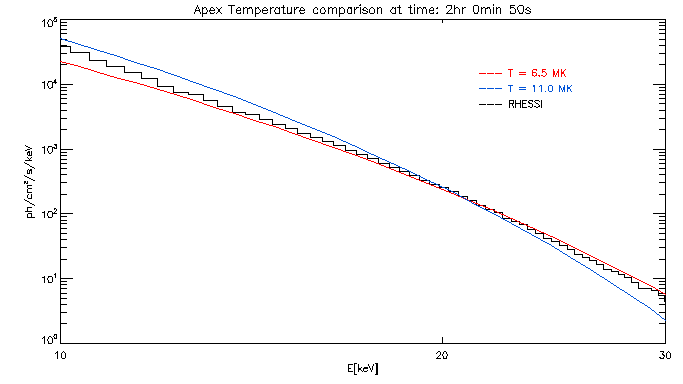 Apex Temperature comparison at time: 2hr 0min 50s
10⁵
10⁴
10³
10²
10¹
10⁰
ph/cm²/s/keV
T = 6.5 MK
T = 11.0 MK
RHESSI
10 20 30
E[keV]